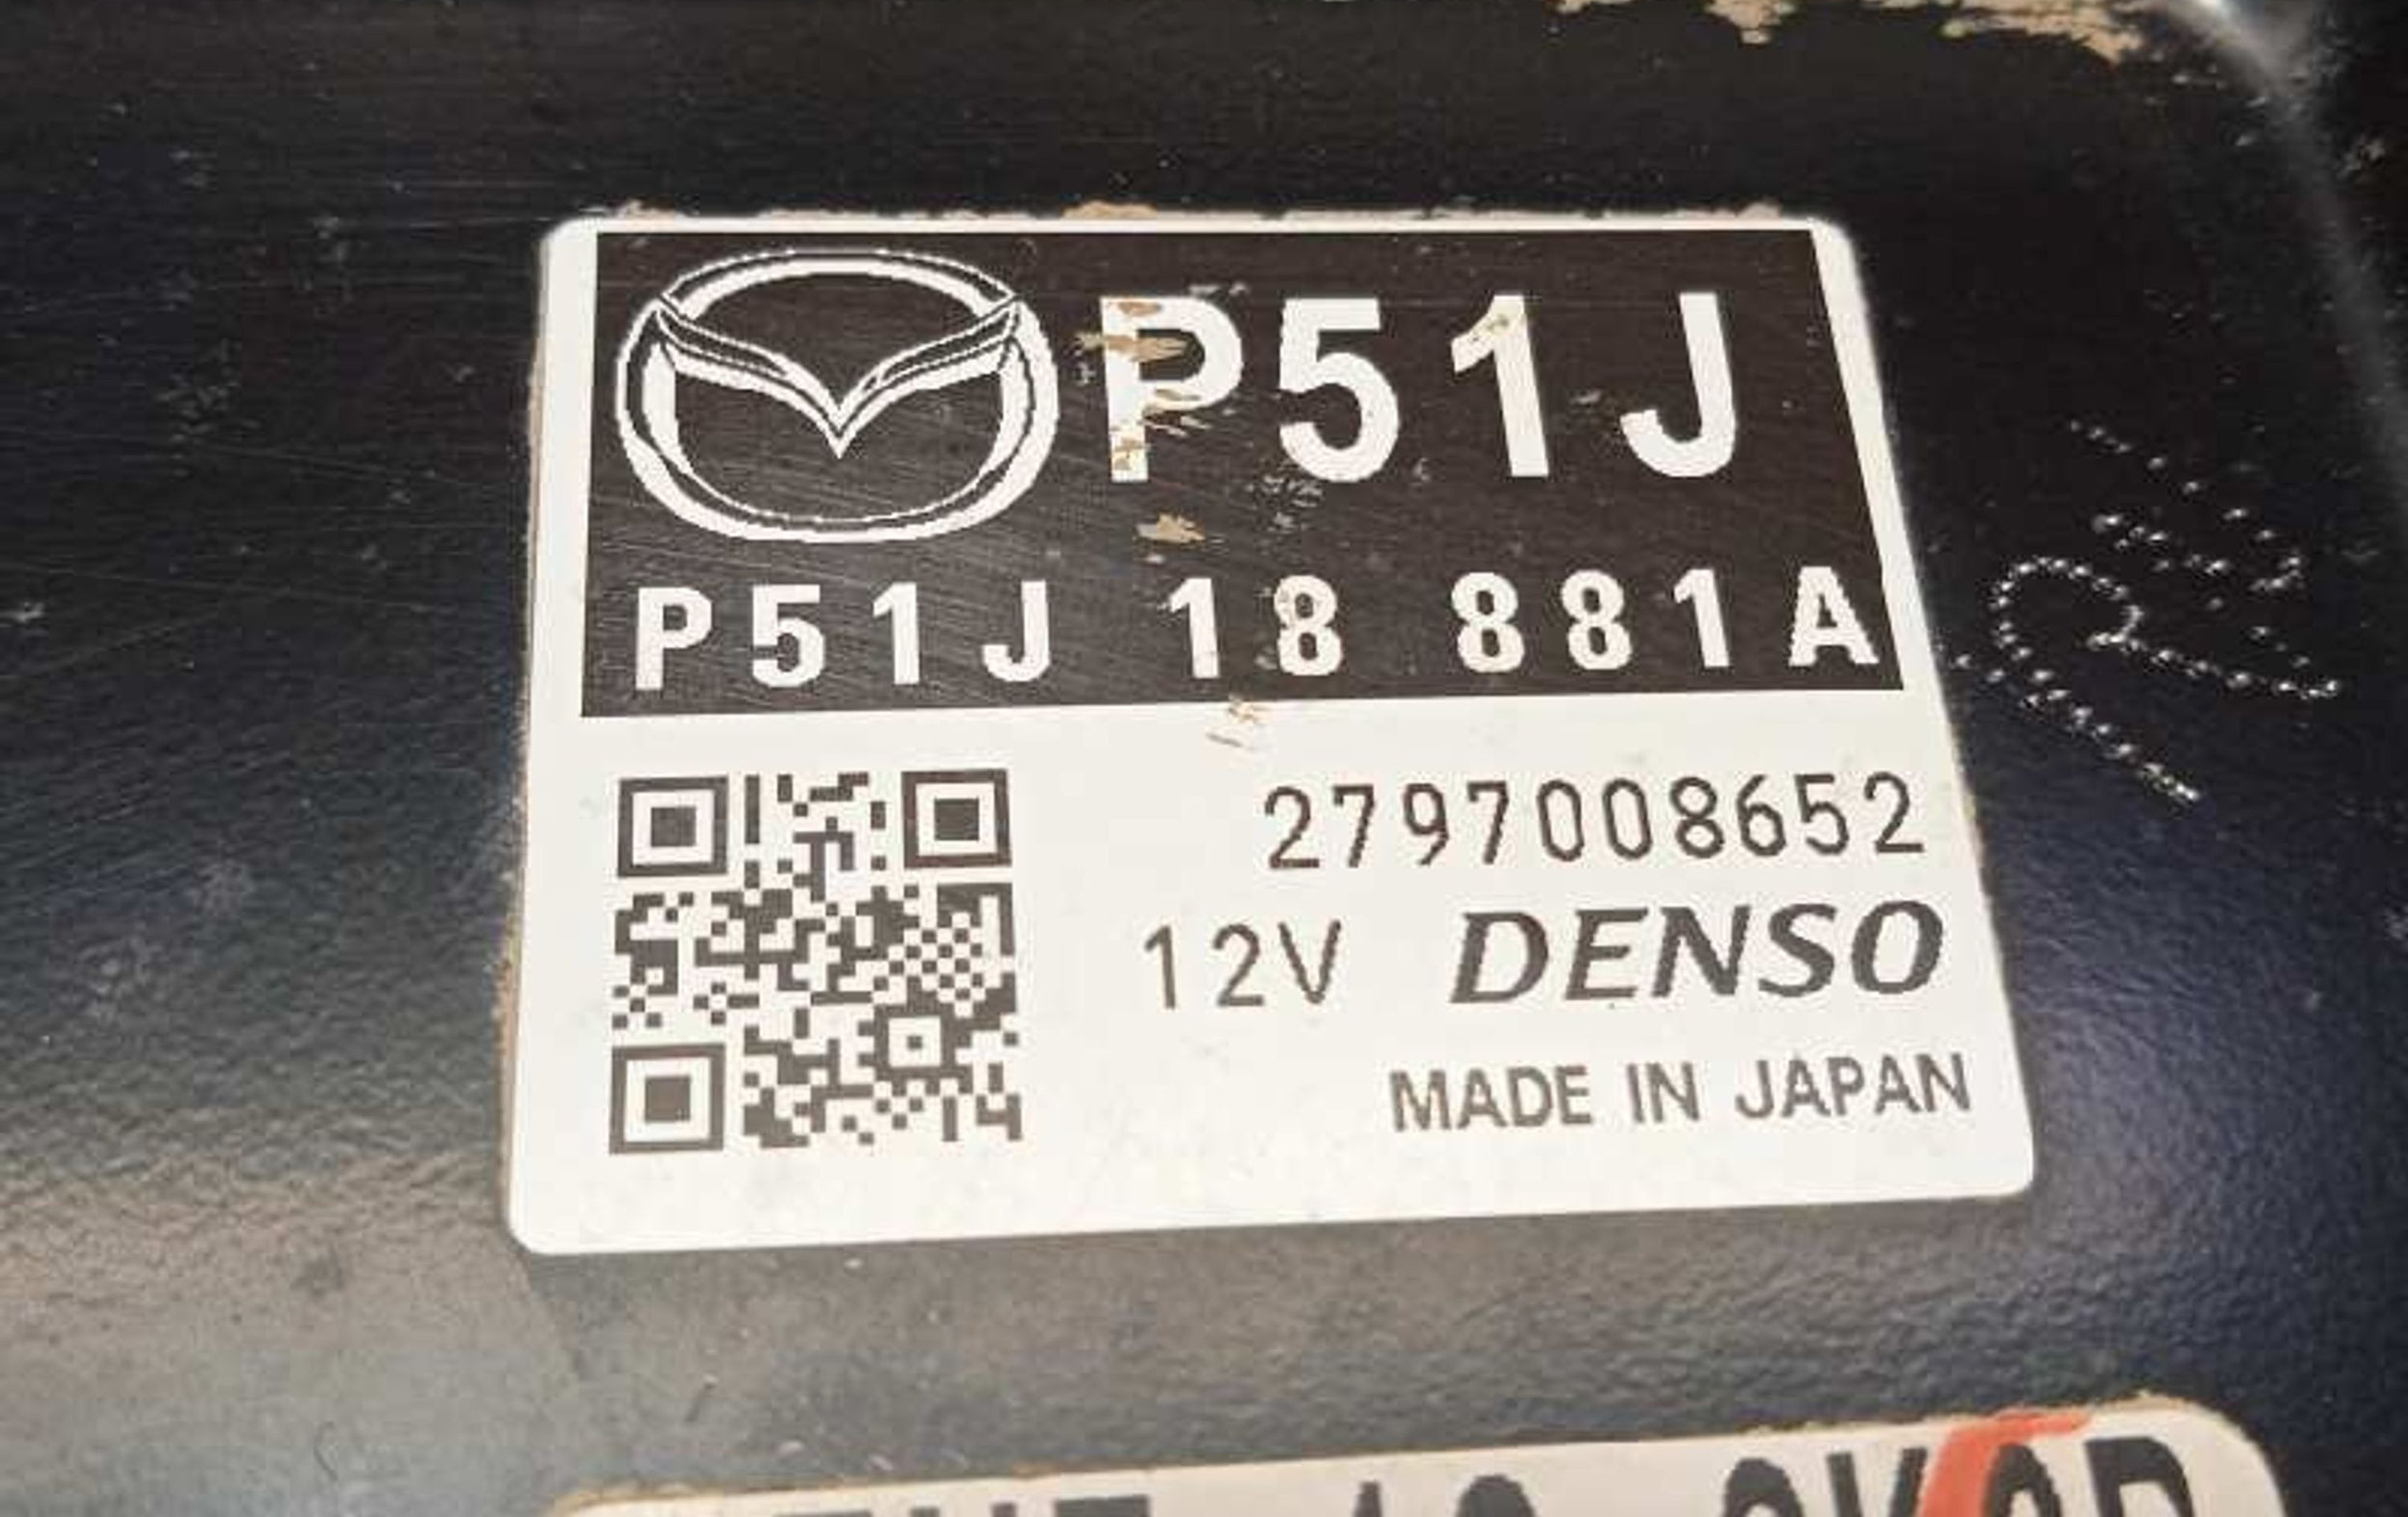 P51J
P51J 18 881A
2797008652
12V DENSO
MADE IN JAPAN